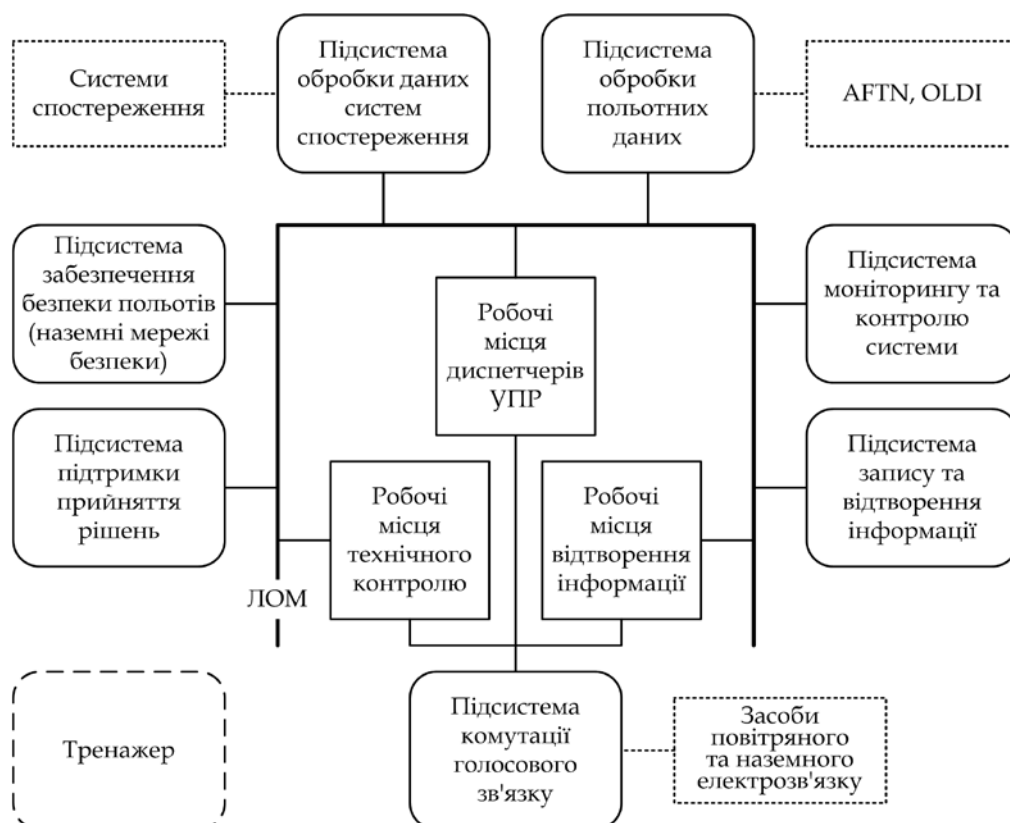 Системи
спостереження
Підсистема
обробки даних
систем
спостереження
Підсистема
обробки
польотних
даних
AFTN, OLDI
Підсистема
забезпечення
безпеки польотів
(наземні мережі
безпеки)
Робочі
місця
диспетчерів
УПР
Підсистема
моніторингу та
контролю
системи
Підсистема
підтримки
прийняття
рішень
Робочі
місця
технічного
контролю
Робочі
місця
відтворення
інформації
Підсистема
запису та
відтворення
інформації
ЛОМ
Тренажер
Підсистема
комутації
голосового
зв'язку
Засоби
повітряного
та наземного
електрозв'язку